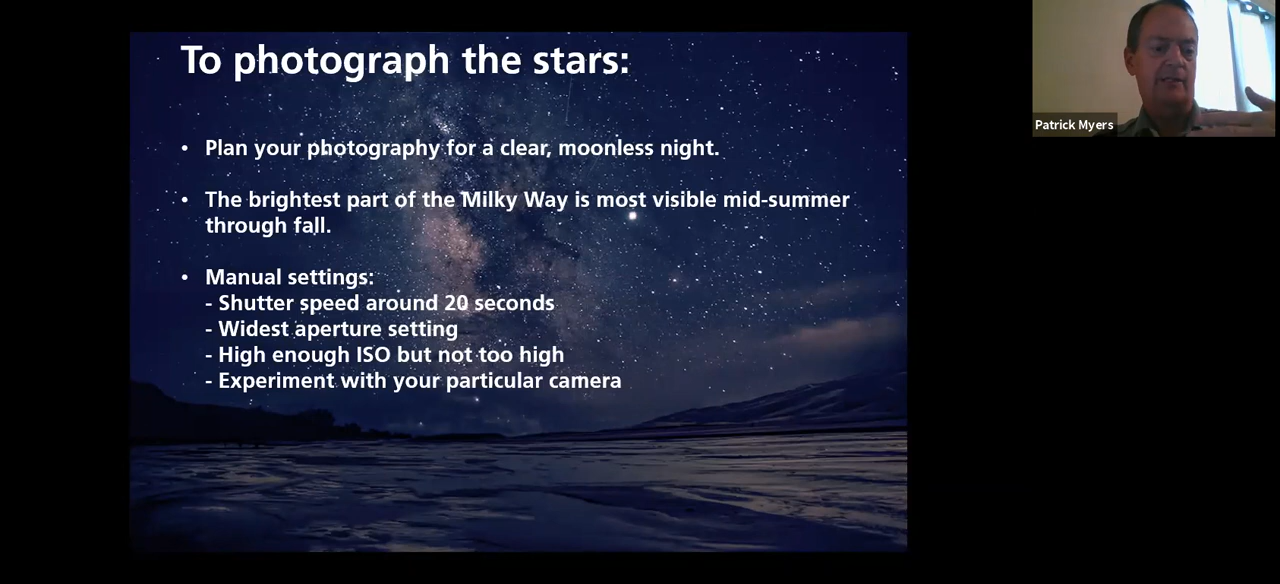 To photograph the stars:
• Plan your photography for a clear, moonless night.
• The brightest part of the Milky Way is most visible mid-summer
through fall.
• Manual settings:
- Shutter speed around 20 seconds
- Widest aperture setting
- High enough ISO but not too high
- Experiment with your particular camera
Patrick Myers